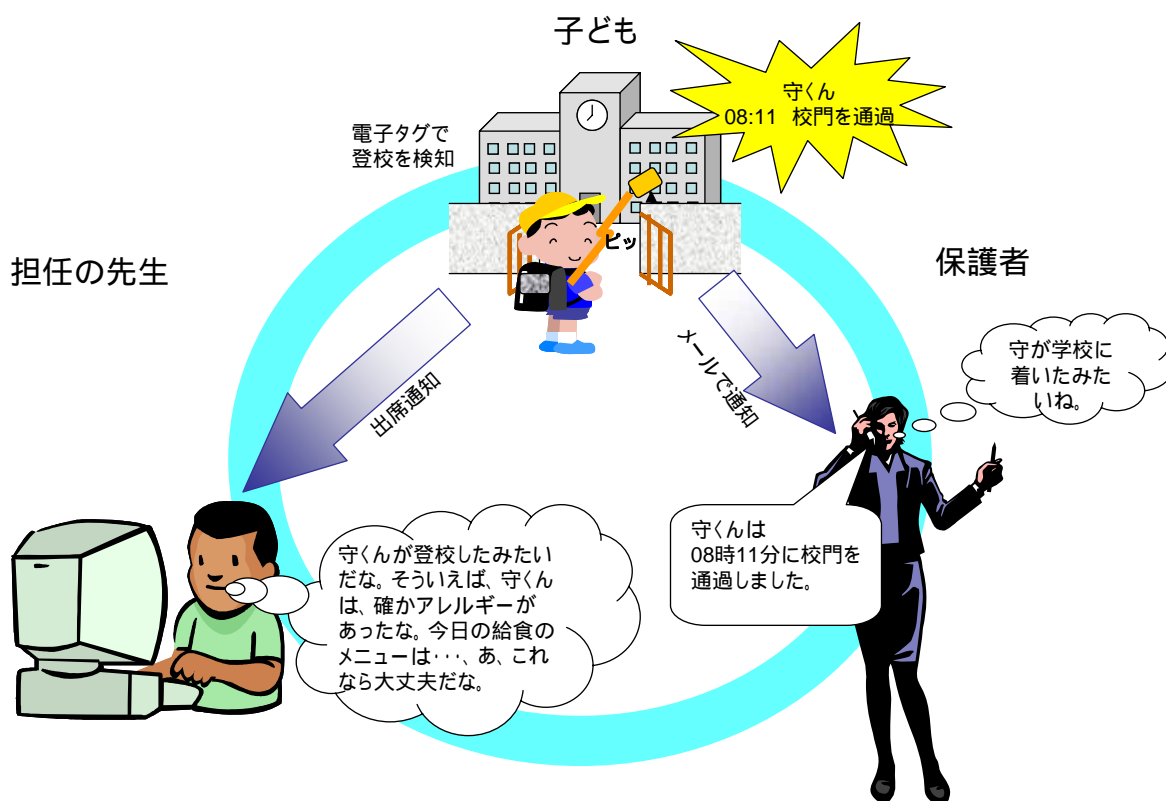 子ども
守くん
08:11 校門を通過
電子タグで
登校を検知
ピッ
担任の先生
保護者
出席通知
メールで通知
守が学校に
着いたみた
いね。
守くんが登校したみたい
だな。そういえば、守くん
は、確かアレルギーが
あったな。今日の給食の
メニューは・・・、あ、これ
なら大丈夫だな。
守くんは
08時11分に校門を
通過しました。